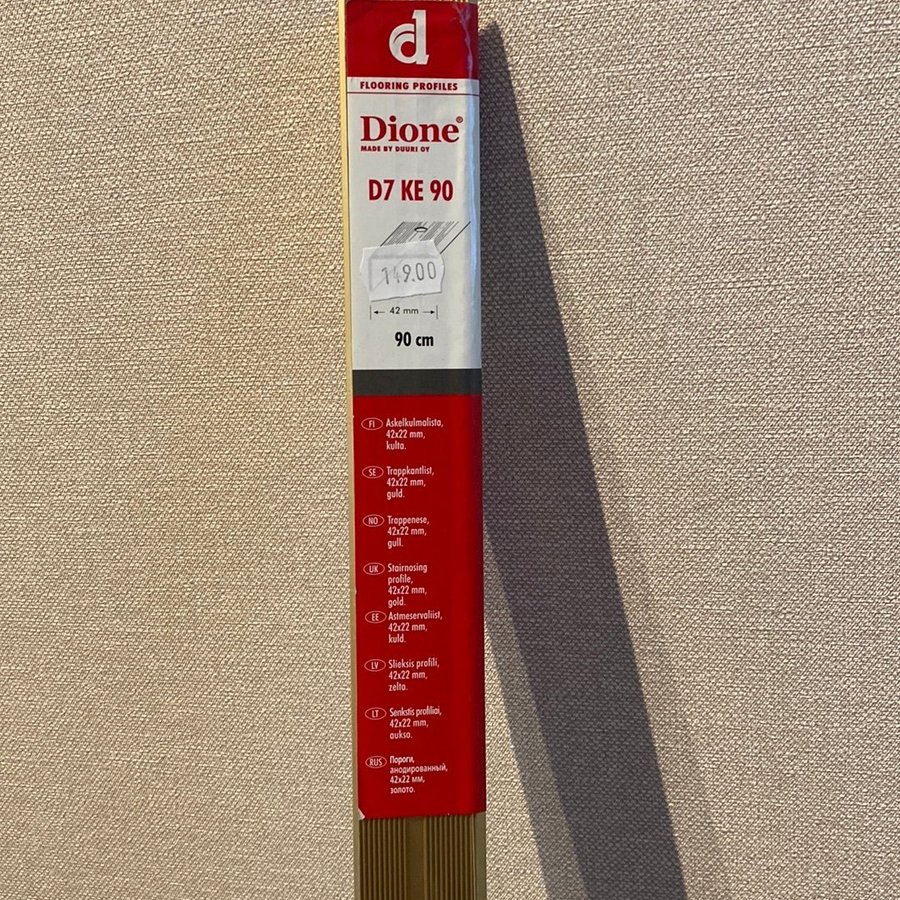 d
FLOORING PROFILES
Dione®
MADE BY DUURI OY
D7 KE 90
149.00
42 mm
90 cm
FI Askelkulmalista,
42x22 mm,
kulta.
SE Trappkantlist,
42x22 mm,
guld.
NO Trappenese,
42x22 mm,
gull.
UK Stairnosing
profile,
42x22 mm,
gold.
EE Astmeservaliist,
42x22 mm,
kuld.
LV Slieksis profili,
42x22 mm,
zelta.
LT Senkstis profiliai,
42x22 mm,
aukso.
RUS Пороги,
анодированный,
42x22 мм,
золото.